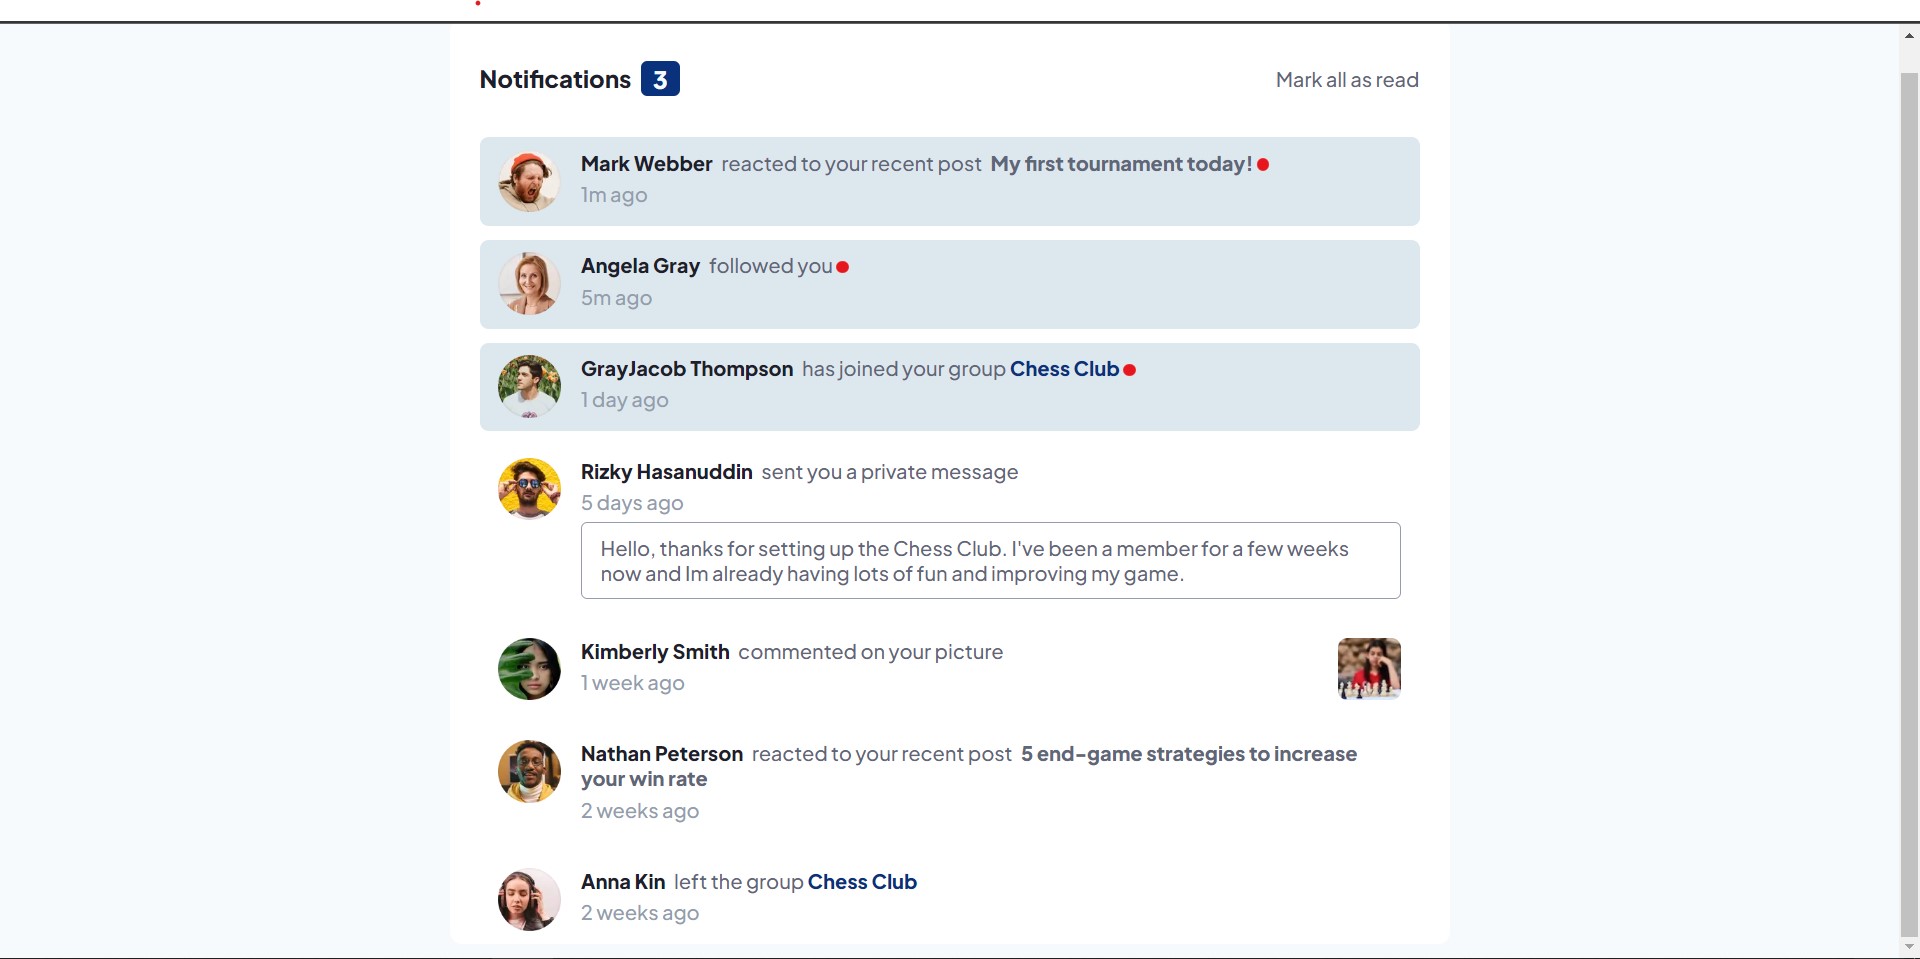 Notifications 3
Mark all as read
Mark Webber reacted to your recent post My first tournament today!
1m ago
Angela Gray followed you
5m ago
GrayJacob Thompson has joined your group Chess Club
1 day ago
Rizky Hasanuddin sent you a private message
5 days ago
Hello, thanks for setting up the Chess Club. I've been a member for a few weeks
now and Im already having lots of fun and improving my game.
Kimberly Smith commented on your picture
1 week ago
Nathan Peterson reacted to your recent post 5 end-game strategies to increase
your win rate
2 weeks ago
Anna Kin left the group Chess Club
2 weeks ago